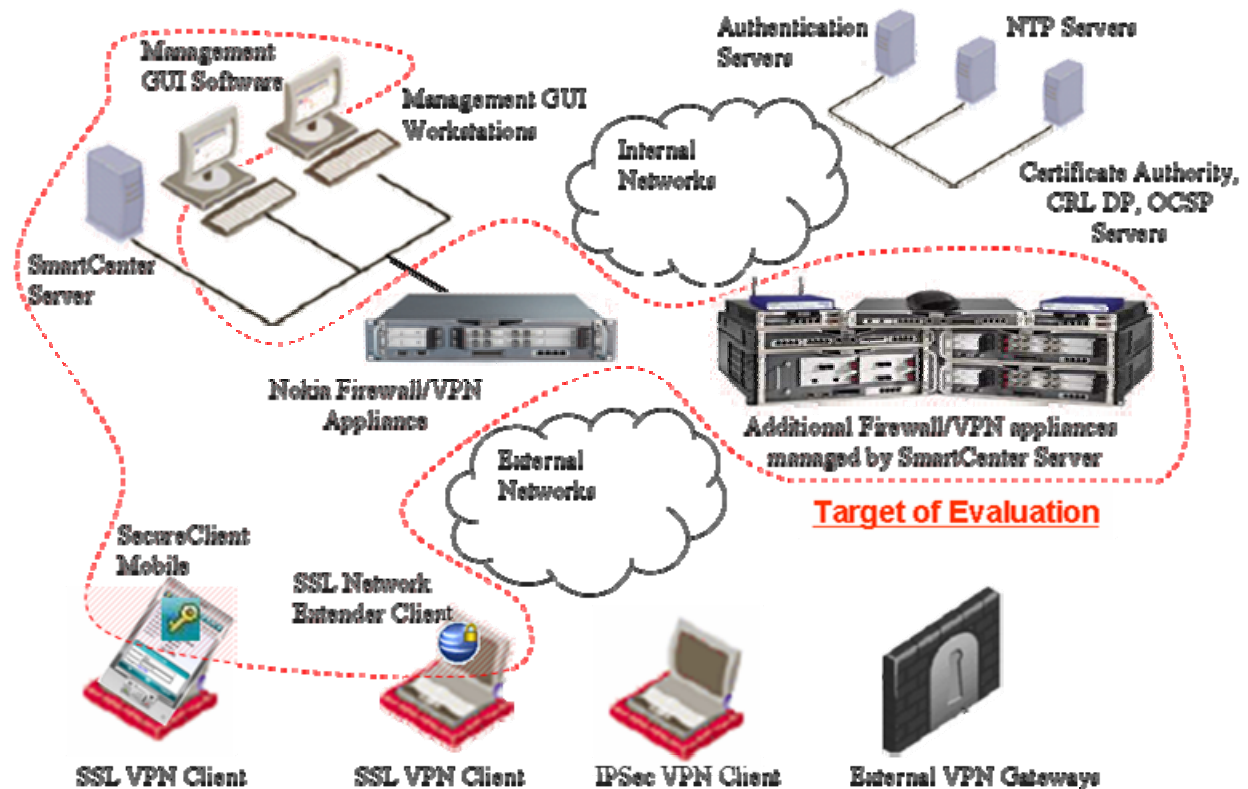 Authentication
Servers
NTP Servers
Management
GUI Software
Management GUI
Workstations
Internal
Networks
Certificate Authority,
CRL DP, OCSP
Servers
SmartCenter
Server
Nokia Firewall/VPN
Appliance
Additional Firewall/VPN appliances
managed by SmartCenter Server
External
Networks
Target of Evaluation
SecureClient
Mobile
SSL Network
Extender Client
SSL VPN Client
SSL VPN Client
IPSec VPN Client
External VPN Gateways